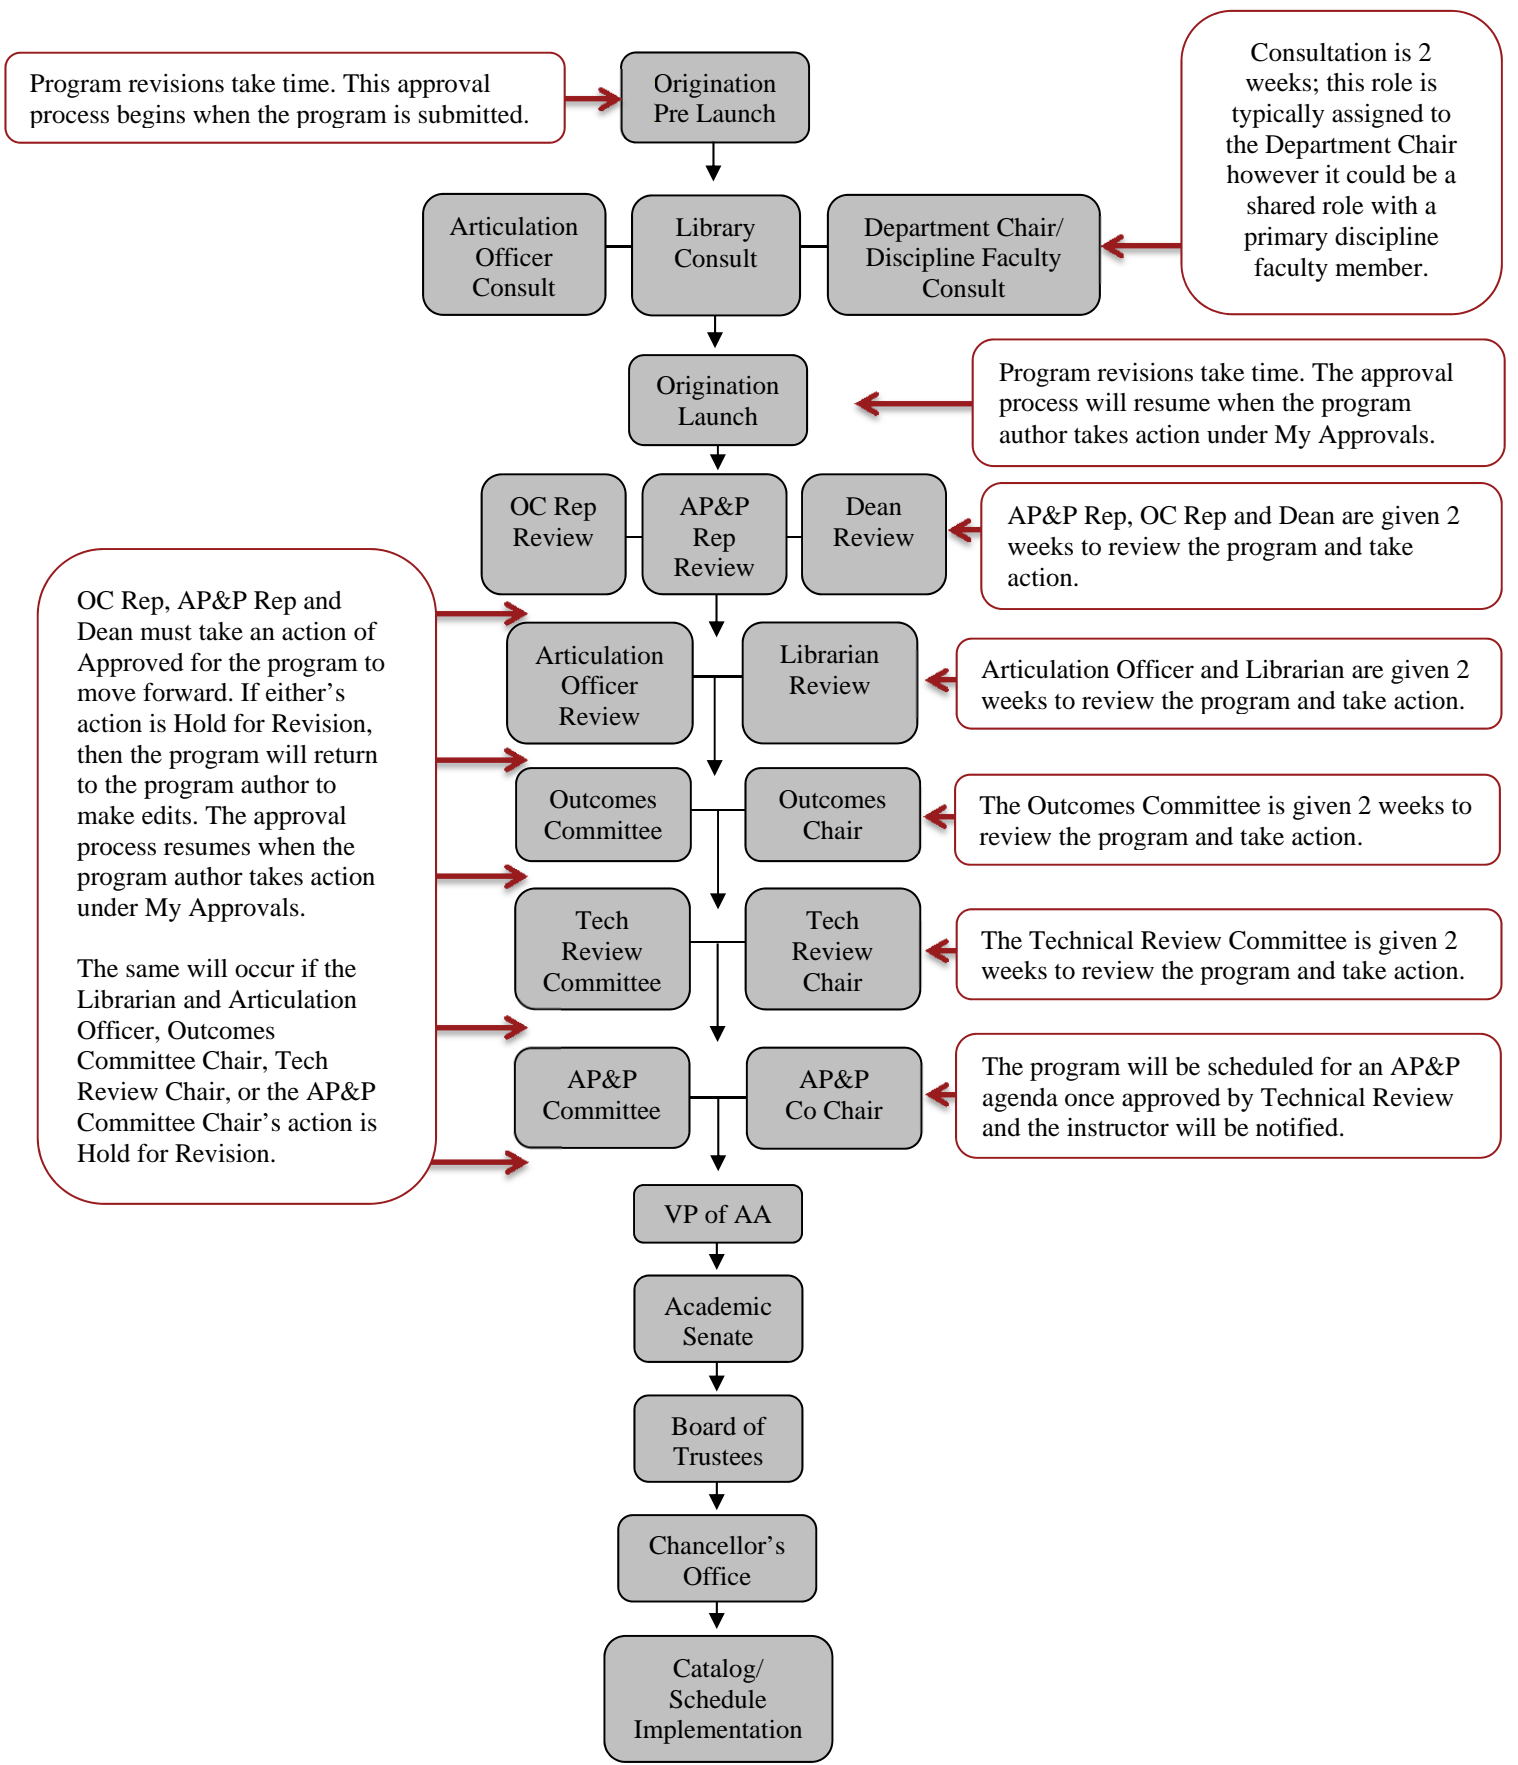 Program revisions take time. This approval
process begins when the program is submitted.
Origination
Pre Launch
Consultation is 2
weeks; this role is
typically assigned to
the Department Chair
however it could be a
shared role with a
primary discipline
faculty member.
Articulation
Officer
Consult
Library
Consult
Department Chair/
Discipline Faculty
Consult
Origination
Launch
Program revisions take time. The approval
process will resume when the program
author takes action under My Approvals.
OC Rep
Review
AP&P
Rep
Review
Dean
Review
AP&P Rep, OC Rep and Dean are given 2
weeks to review the program and take
action.
OC Rep, AP&P Rep and
Dean must take an action of
Approved for the program to
move forward. If either’s
action is Hold for Revision,
then the program will return
to the program author to
make edits. The approval
process resumes when the
program author takes action
under My Approvals.
The same will occur if the
Librarian and Articulation
Officer, Outcomes
Committee Chair, Tech
Review Chair, or the AP&P
Committee Chair’s action is
Hold for Revision.
Articulation
Officer
Review
Librarian
Review
Articulation Officer and Librarian are given 2
weeks to review the program and take action.
Outcomes
Committee
Outcomes
Chair
The Outcomes Committee is given 2 weeks to
review the program and take action.
Tech
Review
Committee
Tech
Review
Chair
The Technical Review Committee is given 2
weeks to review the program and take action.
AP&P
Committee
AP&P
Co Chair
The program will be scheduled for an AP&P
agenda once approved by Technical Review
and the instructor will be notified.
VP of AA
Academic
Senate
Board of
Trustees
Chancellor’s
Office
Catalog/
Schedule
Implementation